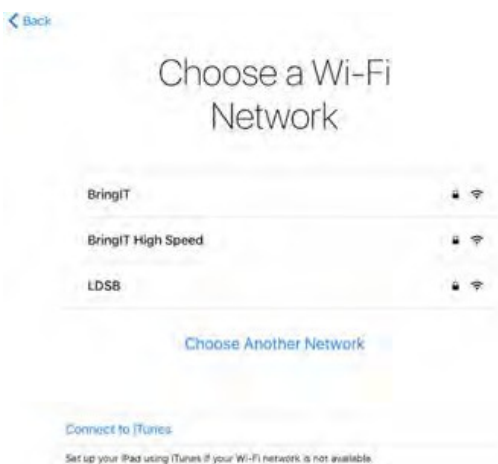 Back
Choose a Wi-Fi
Network
BringIT
BringIT High Speed
LDSB
Choose Another Network
Connect to iTunes
Set up your iPad using iTunes if your Wi-Fi network is not available.